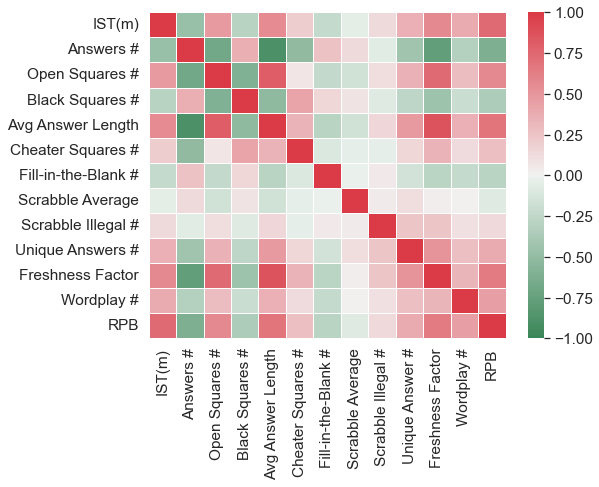 IST(m)
Answers #
Open Squares #
Black Squares #
Avg Answer Length
Cheater Squares #
Fill-in-the-Blank #
Scrabble Average
Scrabble Illegal #
Unique Answers #
Freshness Factor
Wordplay #
RPB
IST(m)
Answers #
Open Squares #
Black Squares #
Avg Answer Length
Cheater Squares #
Fill-in-the-Blank #
Scrabble Average
Scrabble Illegal #
Unique Answer #
Freshness Factor
Wordplay #
RPB
1.00
0.75
0.50
0.25
0.00
−0.25
−0.50
−0.75
−1.00